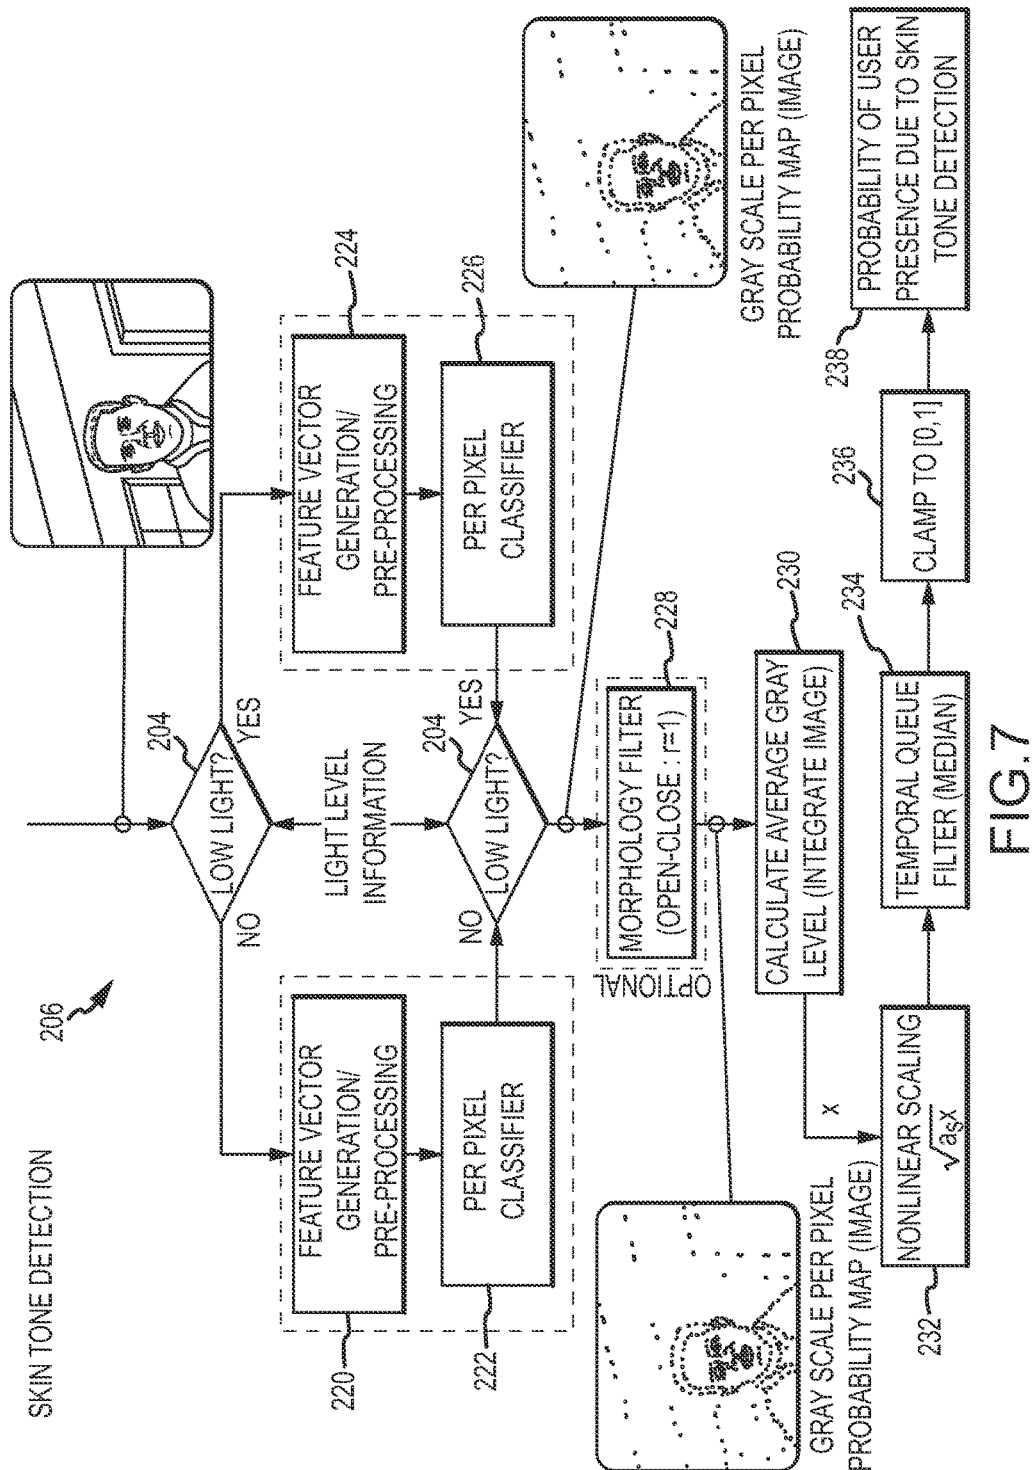 SKIN TONE DETECTION
206
204
LOW LIGHT?
NO
YES
LIGHT LEVEL
INFORMATION
FEATURE VECTOR
GENERATION/
PRE-PROCESSING
220
PER PIXEL
CLASSIFIER
222
FEATURE VECTOR
GENERATION/
PRE-PROCESSING
224
PER PIXEL
CLASSIFIER
226
204
LOW LIGHT?
NO
YES
OPTIONAL
MORPHOLOGY FILTER
(OPEN-CLOSE : r=1)
228
GRAY SCALE PER PIXEL
PROBABILITY MAP (IMAGE)
GRAY SCALE PER PIXEL
PROBABILITY MAP (IMAGE)
CALCULATE AVERAGE GRAY
LEVEL (INTEGRATE IMAGE)
230
x
NONLINEAR SCALING
√aₛx
232
TEMPORAL QUEUE
FILTER (MEDIAN)
234
CLAMP TO [0,1]
236
PROBABILITY OF USER
PRESENCE DUE TO SKIN
TONE DETECTION
238
FIG.7